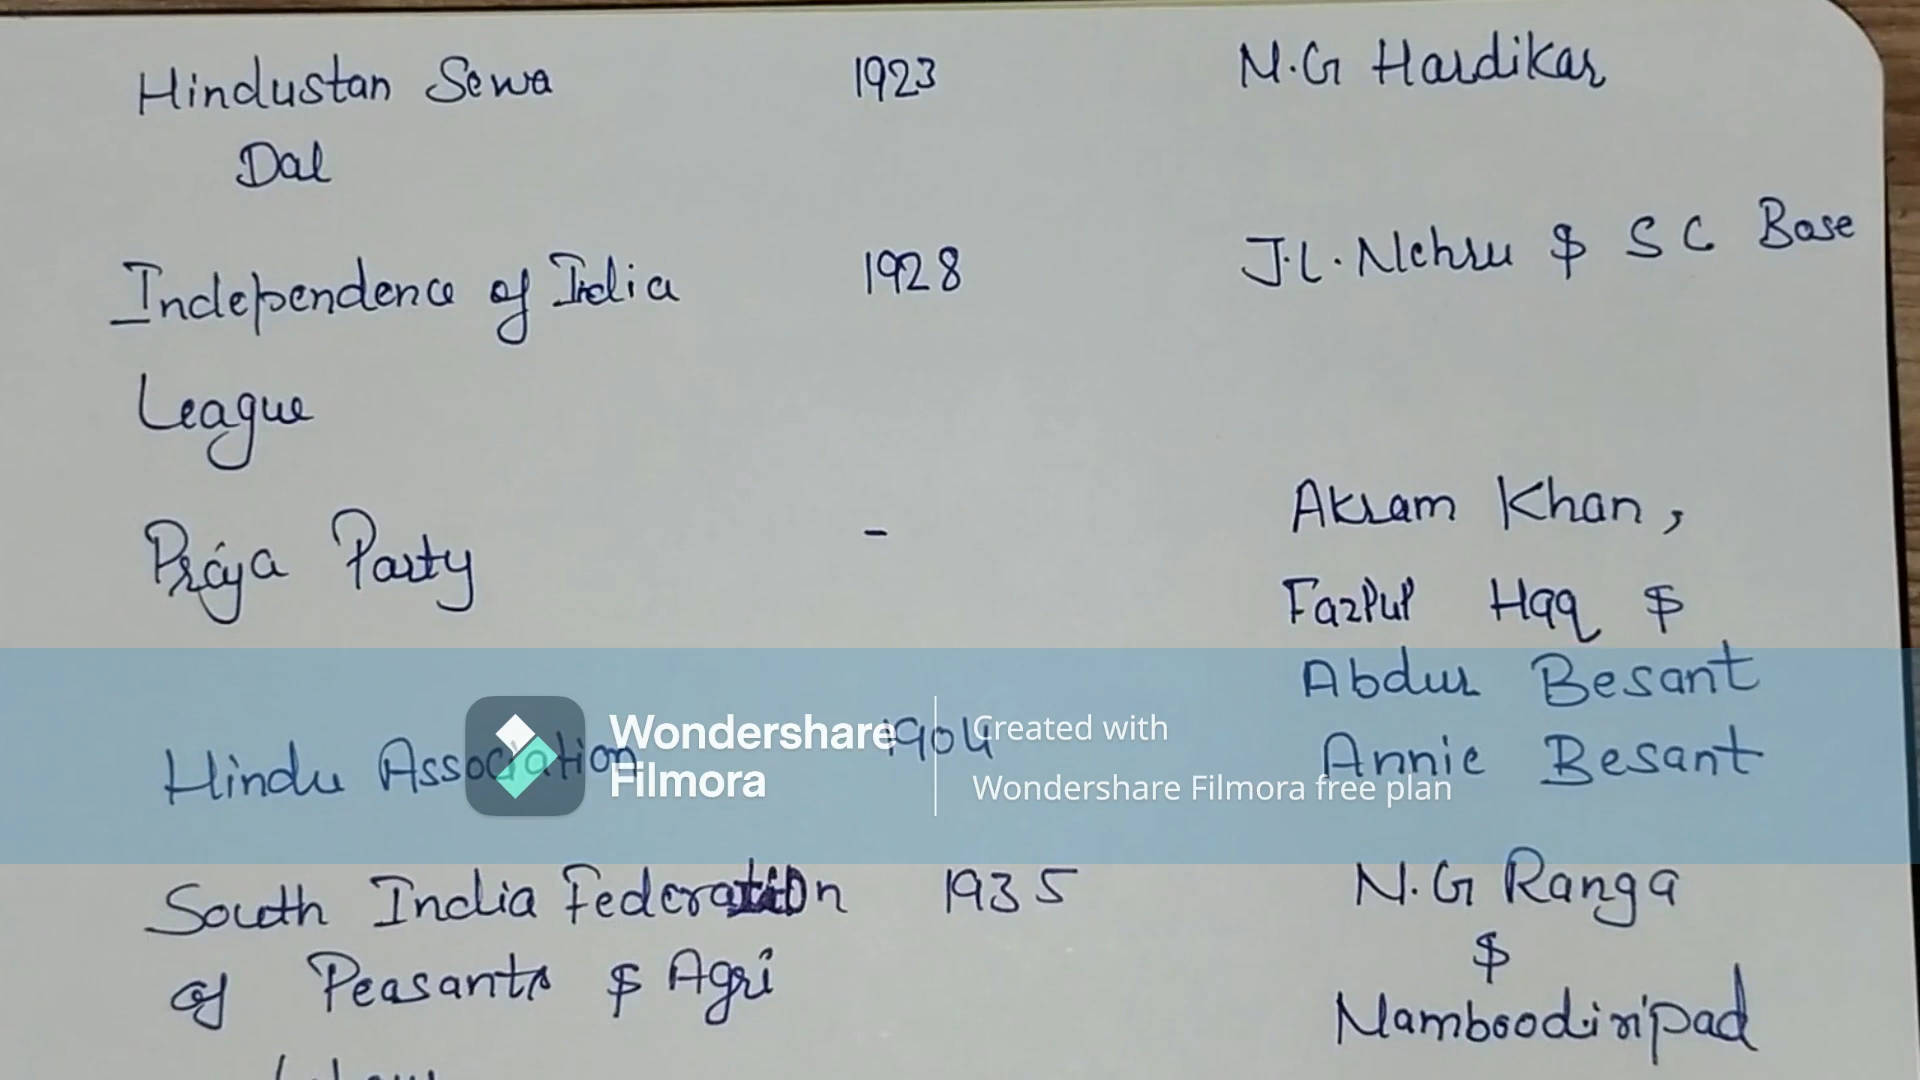 Hindustan Sewa 1923 N.G Hardikar
Dal
Independence of India 1928 J.L. Nehru $ S C Bose
League
Praja Party - Akram Khan,
Fazlul Haq $
Abdur Besant
Hindu Association 1904 Annie Besant
Wondershare Filmora
Created with
Wondershare Filmora free plan
South India Federation 1935 N.G Ranga
of Peasants $ Agri $
Namboodiripad